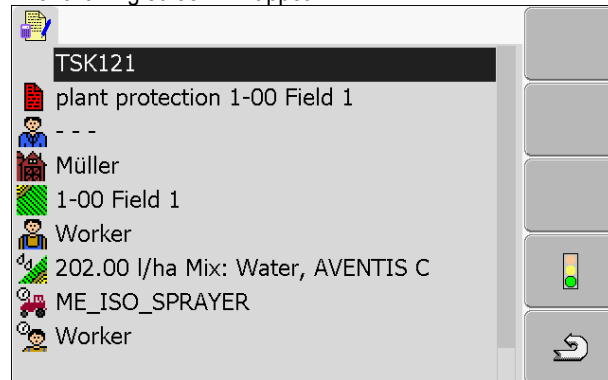 TSK121
plant protection 1-00 Field 1
- - -
Müller
1-00 Field 1
Worker
202.00 l/ha Mix: Water, AVENTIS C
ME_ISO_SPRAYER
Worker